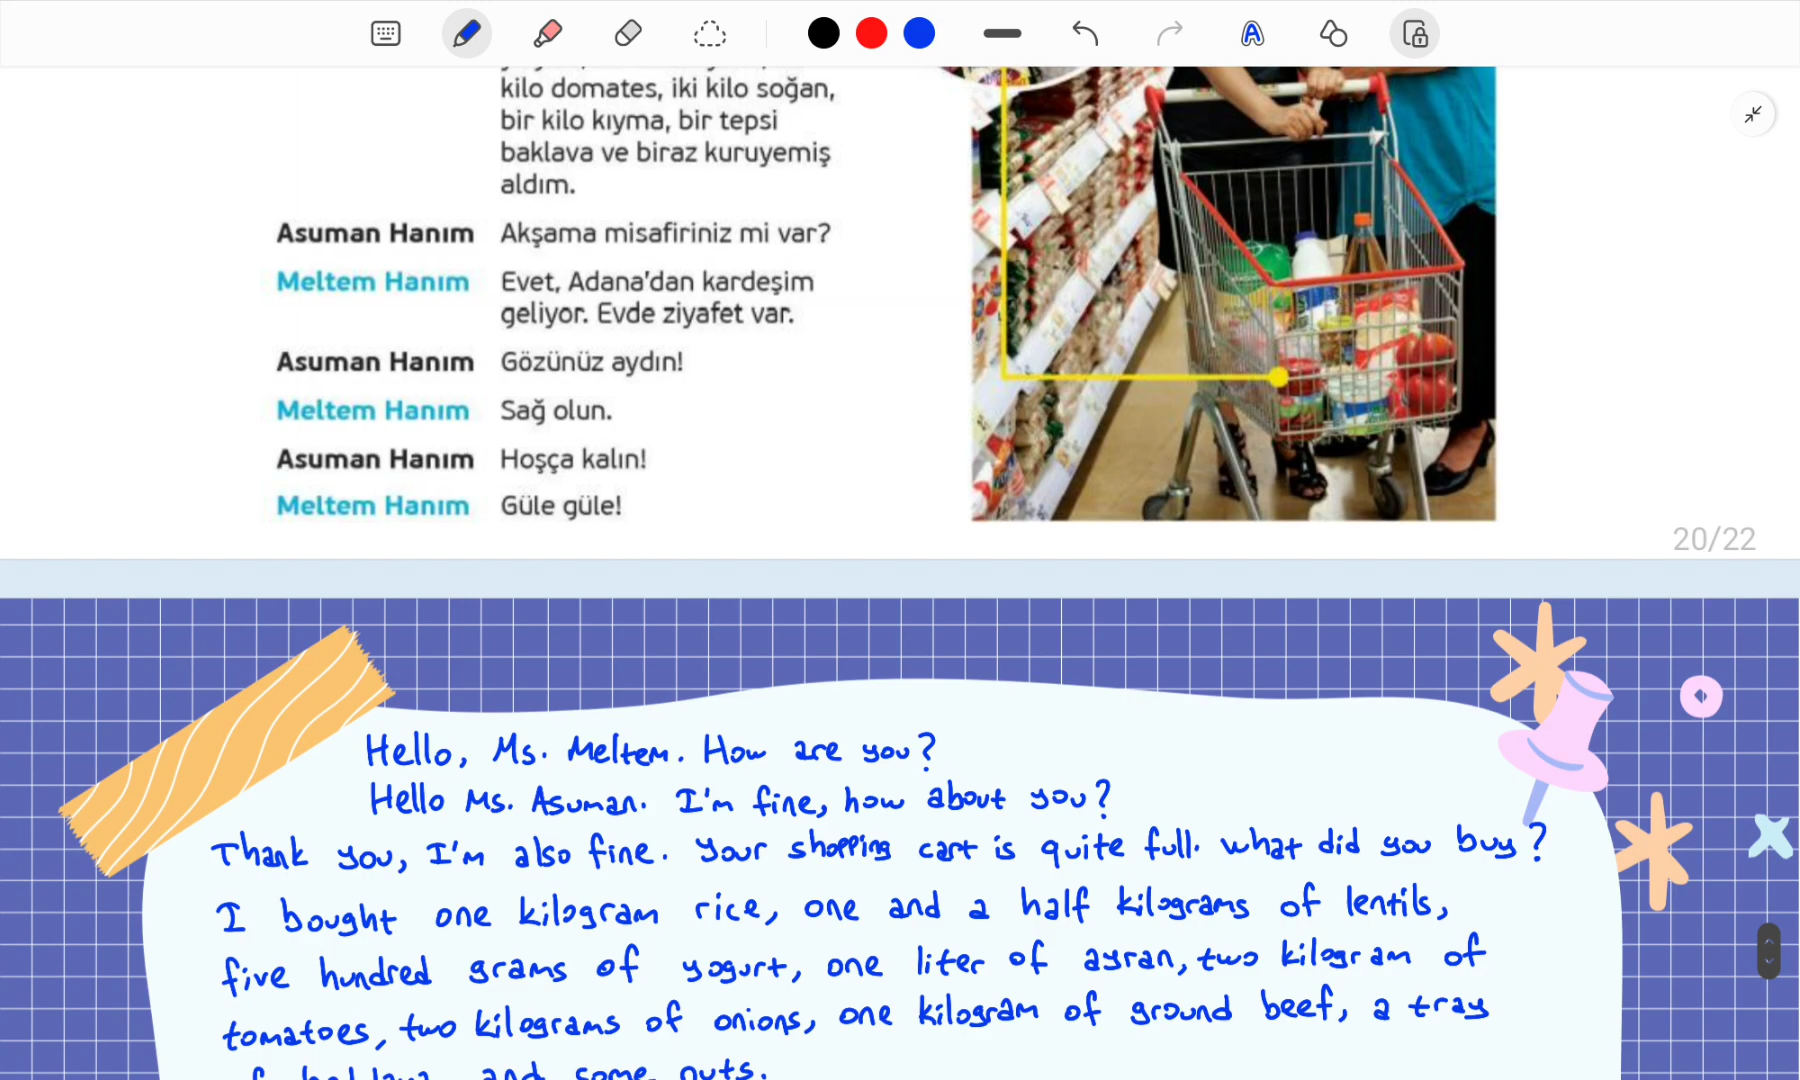 kilo domates, iki kilo soğan,
bir kilo kıyma, bir tepsi
baklava ve biraz kuruyemiş
aldım.
Asuman Hanım Akşama misafiriniz mi var?
Meltem Hanım Evet, Adana'dan kardeşim
geliyor. Evde ziyafet var.
Asuman Hanım Gözünüz aydın!
Meltem Hanım Sağ olun.
Asuman Hanım Hoşça kalın!
Meltem Hanım Güle güle!
20/22
Hello, Ms. Meltem. How are you?
Hello Ms. Asuman. I'm fine, how about you?
Thank you, I'm also fine. Your shopping cart is quite full. What did you buy?
I bought one kilogram rice, one and a half kilograms of lentils,
five hundred grams of yogurt, one liter of ayran, two kilogram of
tomatoes, two kilograms of onions, one kilogram of ground beef, a tray
of baklava and some nuts.